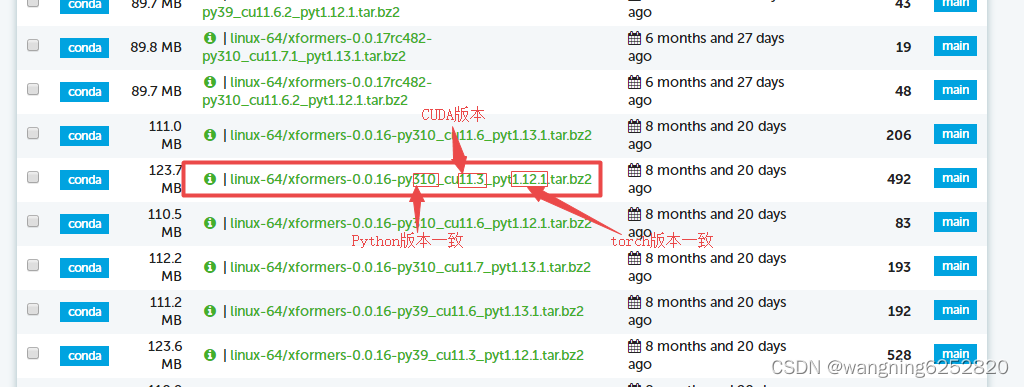 conda 89.7 MB py39_cu11.6.2_pyt1.12.1.tar.bz2 ago 43 main
conda 89.8 MB linux-64/xformers-0.0.17rc482- 6 months and 27 days 19 main
py310_cu11.7.1_pyt1.13.1.tar.bz2 ago
conda 89.7 MB linux-64/xformers-0.0.17rc482- 6 months and 27 days 48 main
py310_cu11.6.2_pyt1.12.1.tar.bz2 ago
CUDA版本
conda 111.0 MB | linux-64/xformers-0.0.16-py310_cu11.6_pyt1.13.1.tar.bz2 8 months and 20 days ago 206 main
conda 123.7 MB | linux-64/xformers-0.0.16-py310_cu11.3_pyt1.12.1.tar.bz2 8 months and 20 days ago 492 main
conda 110.5 MB | linux-64/xformers-0.0.16-py310_cu11.6_pyt1.12.1.tar.bz2 8 months and 20 days ago 83 main
Python版本一致
torch版本一致
conda 112.2 MB | linux-64/xformers-0.0.16-py310_cu11.7_pyt1.13.1.tar.bz2 8 months and 20 days ago 193 main
conda 111.2 MB | linux-64/xformers-0.0.16-py39_cu11.6_pyt1.13.1.tar.bz2 8 months and 20 days ago 192 main
conda 123.6 MB | linux-64/xformers-0.0.16-py39_cu11.3_pyt1.12.1.tar.bz2 8 months and 20 days ago 528 main
CSDN @wangning6252820